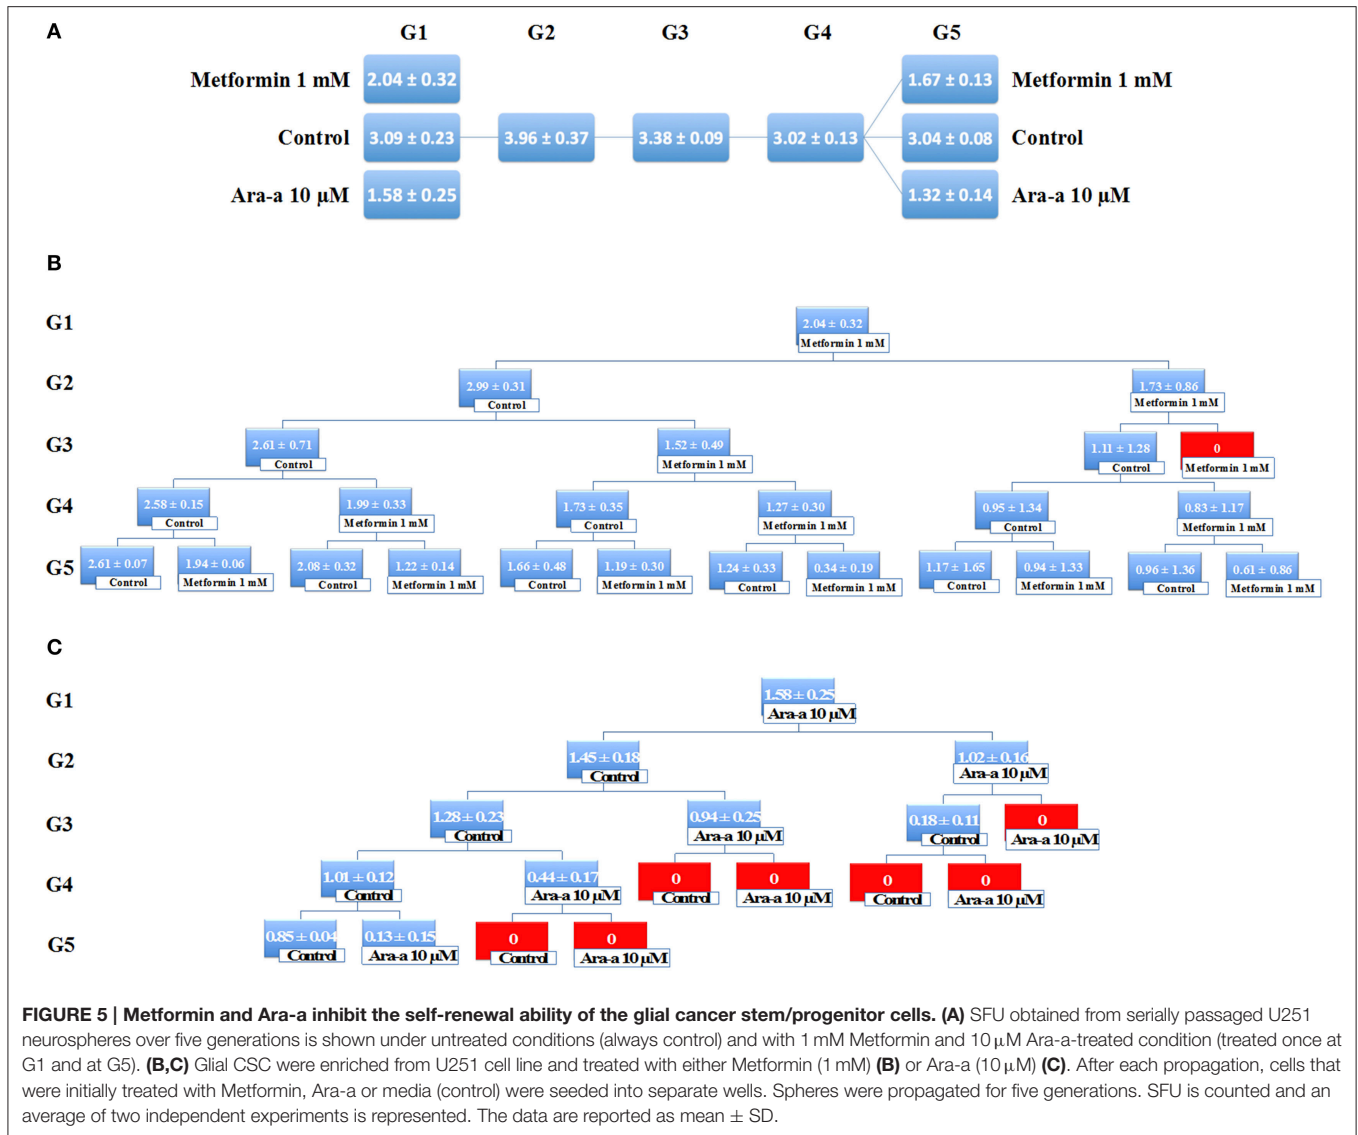 A
G1 G2 G3 G4 G5
Metformin 1 mM 2.04 ± 0.32 1.67 ± 0.13 Metformin 1 mM
Control 3.09 ± 0.23 3.96 ± 0.37 3.38 ± 0.09 3.02 ± 0.13 3.04 ± 0.08 Control
Ara-a 10 µM 1.58 ± 0.25 1.32 ± 0.14 Ara-a 10 µM
B
G1 2.04 ± 0.32
Metformin 1 mM
G2 2.99 ± 0.31 1.73 ± 0.86
Control Metformin 1 mM
G3 2.61 ± 0.71 1.52 ± 0.49 1.11 ± 1.28 0
Control Metformin 1 mM Control Metformin 1 mM
G4 2.58 ± 0.15 1.99 ± 0.33 1.73 ± 0.35 1.27 ± 0.30 0.95 ± 1.34 0.83 ± 1.17
Control Metformin 1 mM Control Metformin 1 mM Control Metformin 1 mM
G5 2.61 ± 0.07 1.94 ± 0.06 2.08 ± 0.32 1.22 ± 0.14 1.66 ± 0.48 1.19 ± 0.30 1.24 ± 0.33 0.34 ± 0.19 1.17 ± 1.65 0.94 ± 1.33 0.96 ± 1.36 0.61 ± 0.86
Control Metformin 1 mM Control Metformin 1 mM Control Metformin 1 mM Control Metformin 1 mM Control Metformin 1 mM Control Metformin 1 mM
C
G1 1.58 ± 0.25
Ara-a 10 µM
G2 1.45 ± 0.18 1.02 ± 0.16
Control Ara-a 10 µM
G3 1.28 ± 0.23 0.94 ± 0.25 0.18 ± 0.11 0
Control Ara-a 10 µM Control Ara-a 10 µM
G4 1.01 ± 0.12 0.44 ± 0.17 0 0 0 0
Control Ara-a 10 µM Control Ara-a 10 µM Control Ara-a 10 µM
G5 0.85 ± 0.04 0.13 ± 0.15 0 0
Control Ara-a 10 µM Control Ara-a 10 µM
FIGURE 5 | Metformin and Ara-a inhibit the self-renewal ability of the glial cancer stem/progenitor cells. (A) SFU obtained from serially passaged U251
neurospheres over five generations is shown under untreated conditions (always control) and with 1 mM Metformin and 10 µM Ara-a-treated condition (treated once at
G1 and at G5). (B,C) Glial CSC were enriched from U251 cell line and treated with either Metformin (1 mM) (B) or Ara-a (10 µM) (C). After each propagation, cells that
were initially treated with Metformin, Ara-a or media (control) were seeded into separate wells. Spheres were propagated for five generations. SFU is counted and an
average of two independent experiments is represented. The data are reported as mean ± SD.